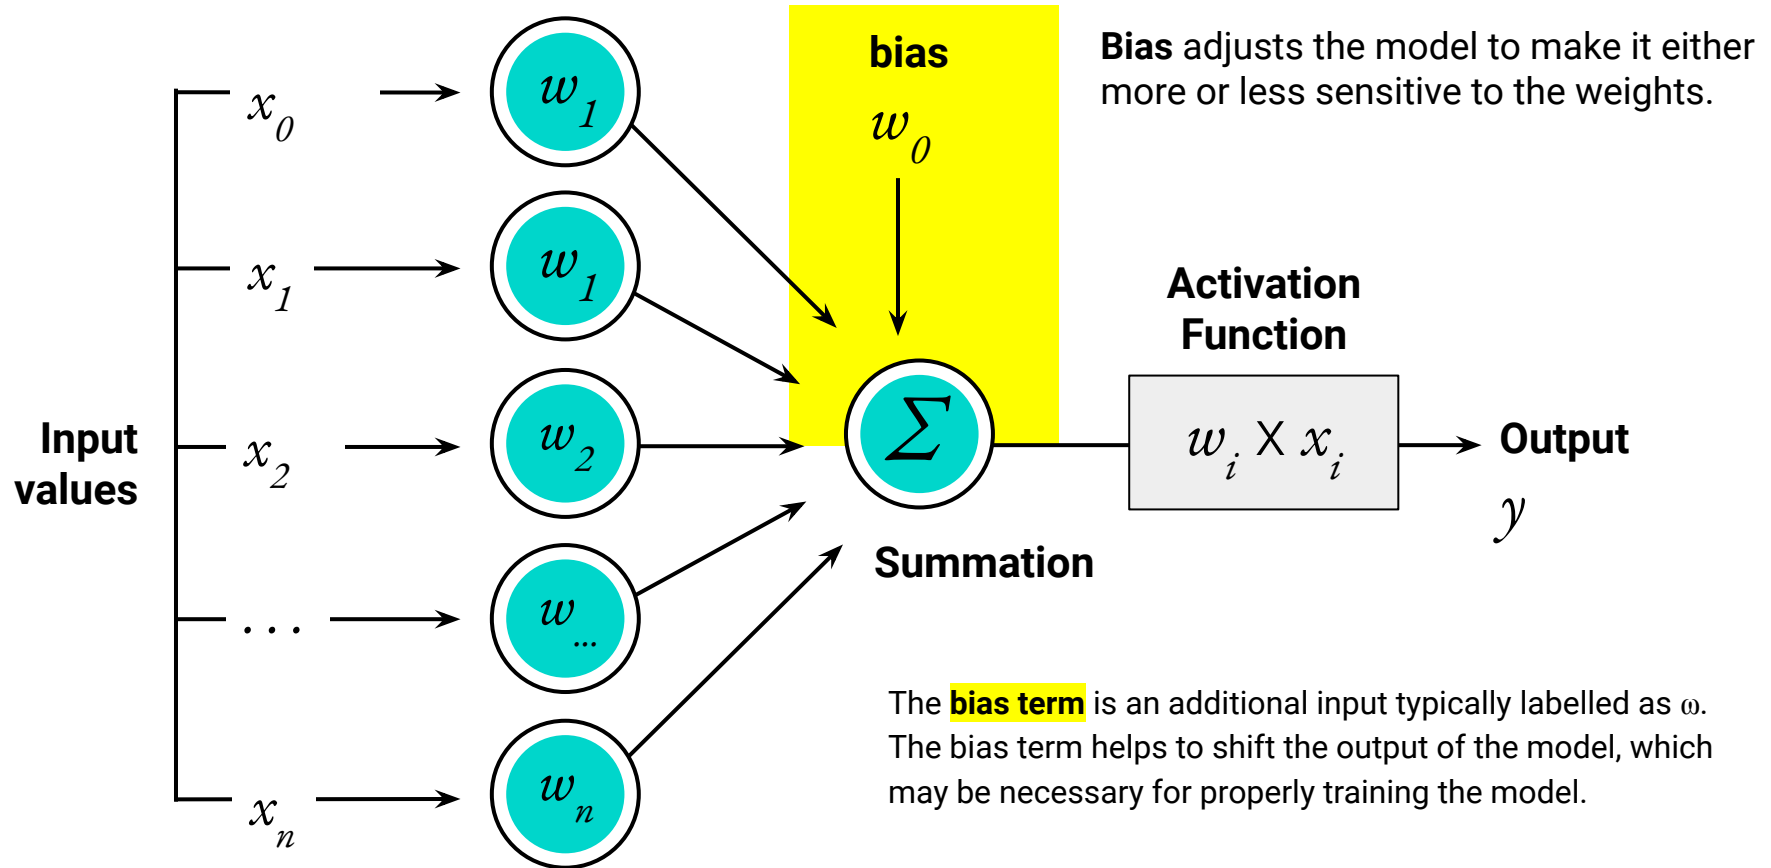 bias
w0
Bias adjusts the model to make it either
more or less sensitive to the weights.
x0
w1
x1
w1
Activation
Function
Input
values
x2
w2
Σ
wi X xi
Output
y
Summation
...
w...
The bias term is an additional input typically labelled as ω.
The bias term helps to shift the output of the model, which
may be necessary for properly training the model.
xn
wn